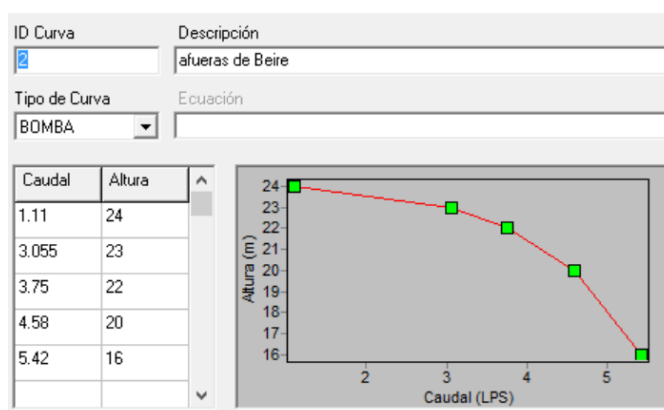 ID Curva Descripción
2 afueras de Beire
Tipo de Curva Ecuación
BOMBA
Caudal Altura
1.11 24
3.055 23
3.75 22
4.58 20
5.42 16
Altura (m)
24
23
22
21
20
19
18
17
16
2 3 4 5
Caudal (LPS)